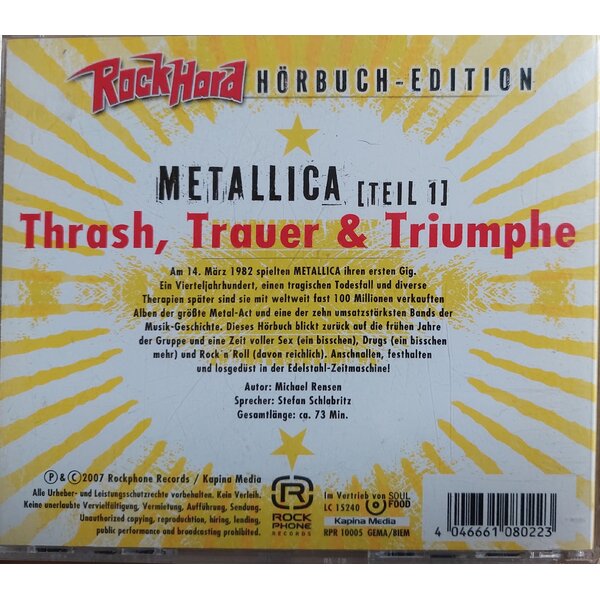 RockHard HÖRBUCH-EDITION
METALLICA [TEIL 1]
Thrash, Trauer & Triumphe
Am 14. März 1982 spielten METALLICA ihren ersten Gig.
Ein Vierteljahrhundert, einen tragischen Todesfall und diverse
Therapien später sind sie mit weltweit fast 100 Millionen verkauften
Alben der größte Metal-Act und eine der zehn umsatzstärksten Bands der
Musik-Geschichte. Dieses Hörbuch blickt zurück auf die frühen Jahre
der Gruppe und eine Zeit voller Sex (ein bisschen), Drugs (ein bisschen
mehr) und Rock´n´Roll (davon reichlich). Anschnallen, festhalten
und losgedüst in der Edelstahl-Zeitmaschine!
Autor: Michael Rensen
Sprecher: Stefan Schlabritz
Gesamtlänge: ca. 73 Min.
Ⓟ & Ⓒ 2007 Rockphone Records / Kapina Media
Alle Urheber- und Leistungsschutzrechte vorbehalten. Kein Verleih.
Keine unerlaubte Vervielfältigung, Vermietung, Aufführung, Sendung.
Unauthorized copying, reproduction, hiring, lending,
public performance and broadcasting prohibited.
R
ROCK
PHONE
RECORDS
Im Vertrieb von SOUL
LC 15240 FOOD
Kapina Media
RPR 10005 GEMA/BIEM
4 046661 080223